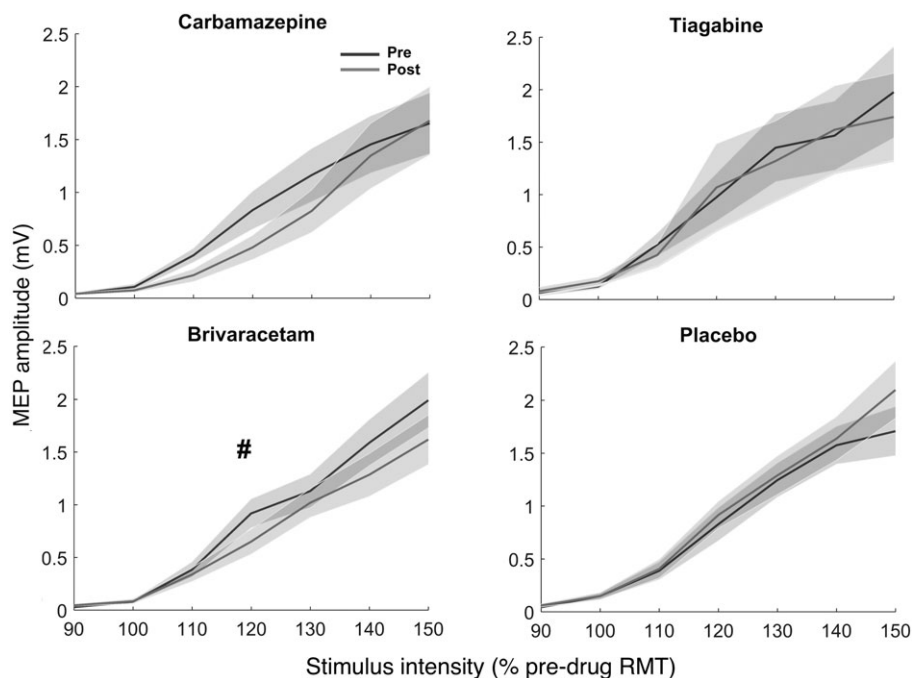 Carbamazepine
Pre
Post
2.5
2
1.5
1
0.5
0
Tiagabine
2.5
2
1.5
1
0.5
0
MEP amplitude (mV)
Brivaracetam
#
2.5
2
1.5
1
0.5
0
90 100 110 120 130 140 150
Placebo
2.5
2
1.5
1
0.5
0
90 100 110 120 130 140 150
Stimulus intensity (% pre-drug RMT)